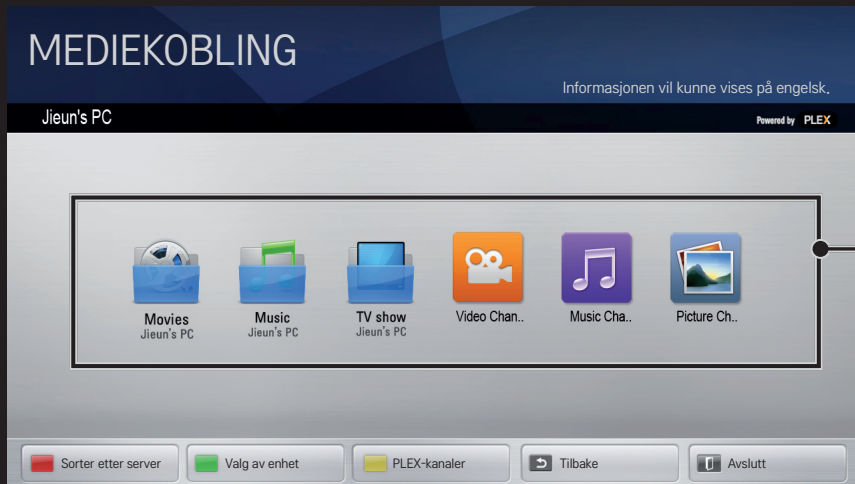 MEDIEKOBLING
Informasjonen vil kunne vises på engelsk.
Jieun's PC
Powered by PLEX
Movies
Jieun's PC
Music
Jieun's PC
TV show
Jieun's PC
Video Chan..
Music Cha..
Picture Ch..
Sorter etter server
Valg av enhet
PLEX-kanaler
Tilbake
Avslutt